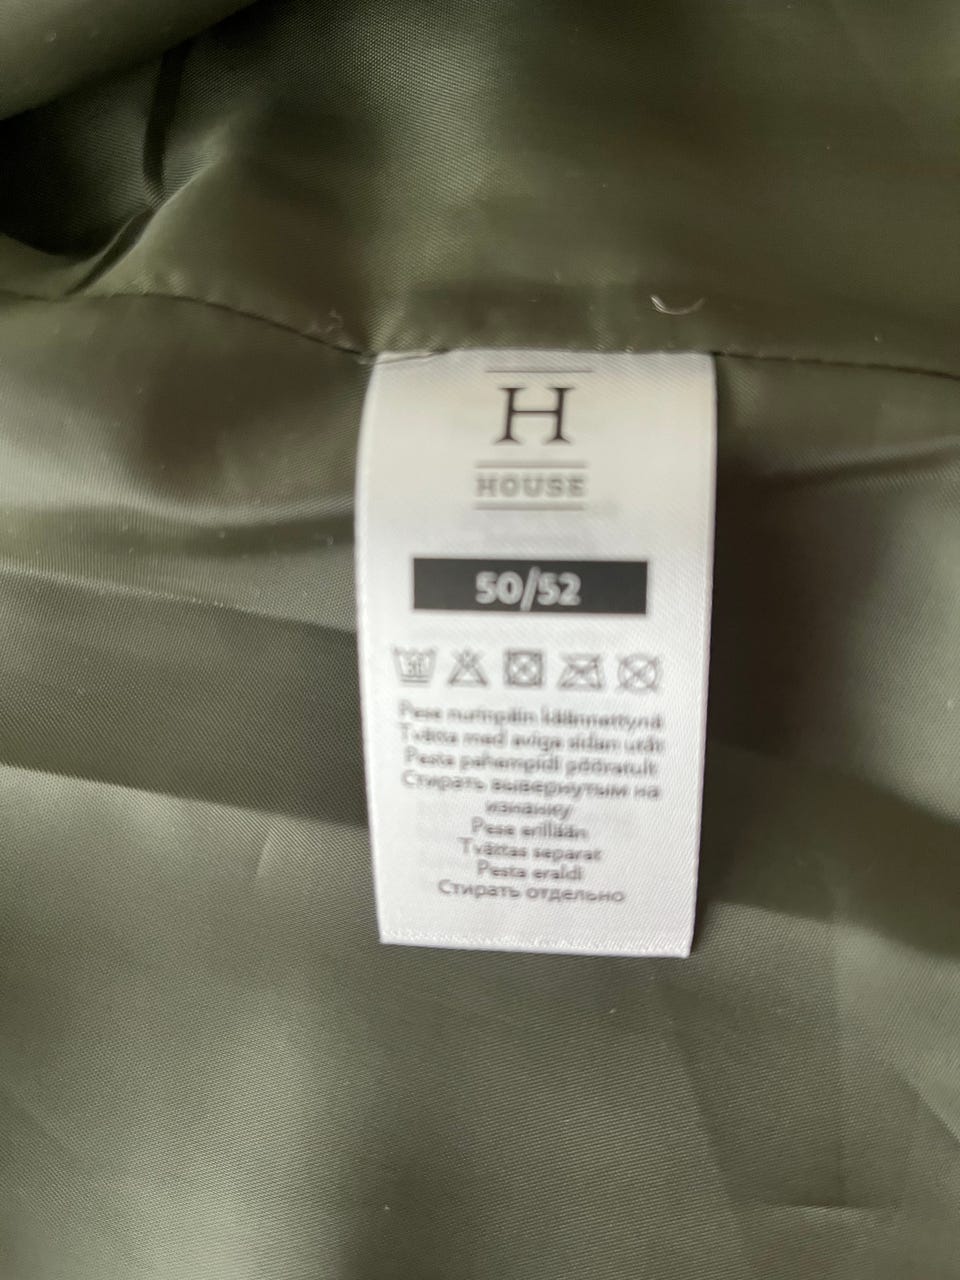 H
HOUSE
50/52
Pese nurinpäin käännettynä
Tvätta med aviga sidan utåt
Pesta pahempidi pööratult
Стирать вывернутым на
изнанку
Pese erillään
Tvättas separat
Pesta eraldi
Стирать отдельно